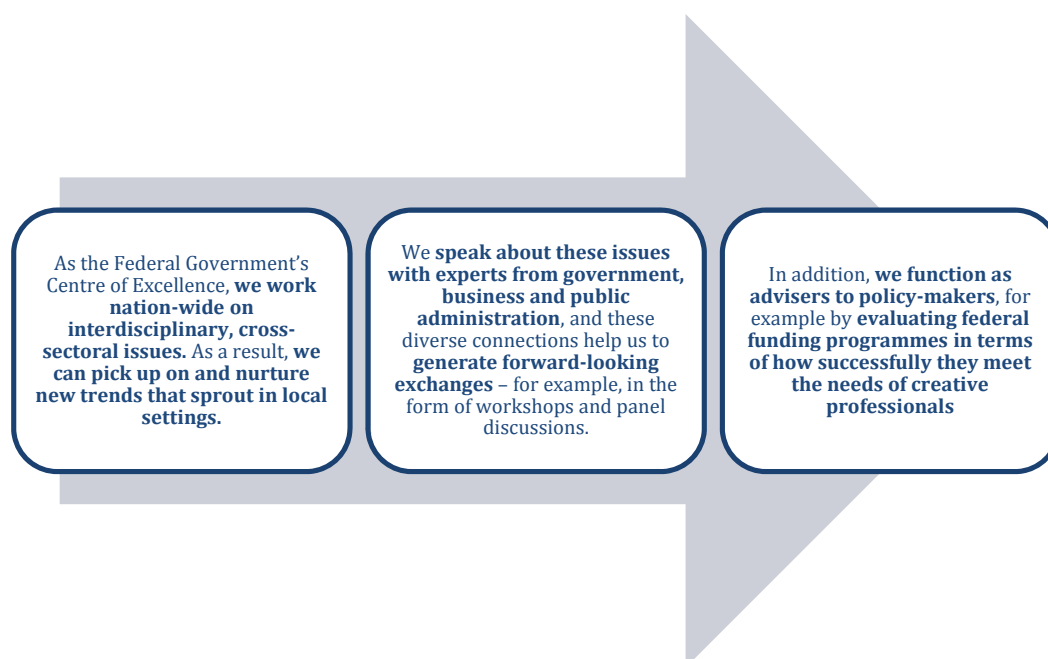 As the Federal Government’s
Centre of Excellence, we work
nation-wide on
interdisciplinary, cross-
sectoral issues. As a result, we
can pick up on and nurture
new trends that sprout in local
settings.
We speak about these issues
with experts from government,
business and public
administration, and these
diverse connections help us to
generate forward-looking
exchanges – for example, in the
form of workshops and panel
discussions.
In addition, we function as
advisers to policy-makers, for
example by evaluating federal
funding programmes in terms
of how successfully they meet
the needs of creative
professionals